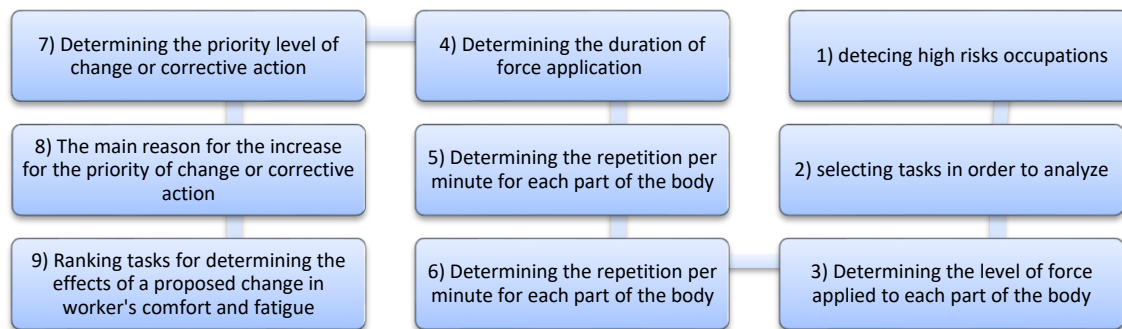 7) Determining the priority level of
change or corrective action
4) Determining the duration of
force application
1) detecing high risks occupations
8) The main reason for the increase
for the priority of change or corrective
action
5) Determining the repetition per
minute for each part of the body
2) selecting tasks in order to analyze
9) Ranking tasks for determining the
effects of a proposed change in
worker's comfort and fatigue
6) Determining the repetition per
minute for each part of the body
3) Determining the level of force
applied to each part of the body